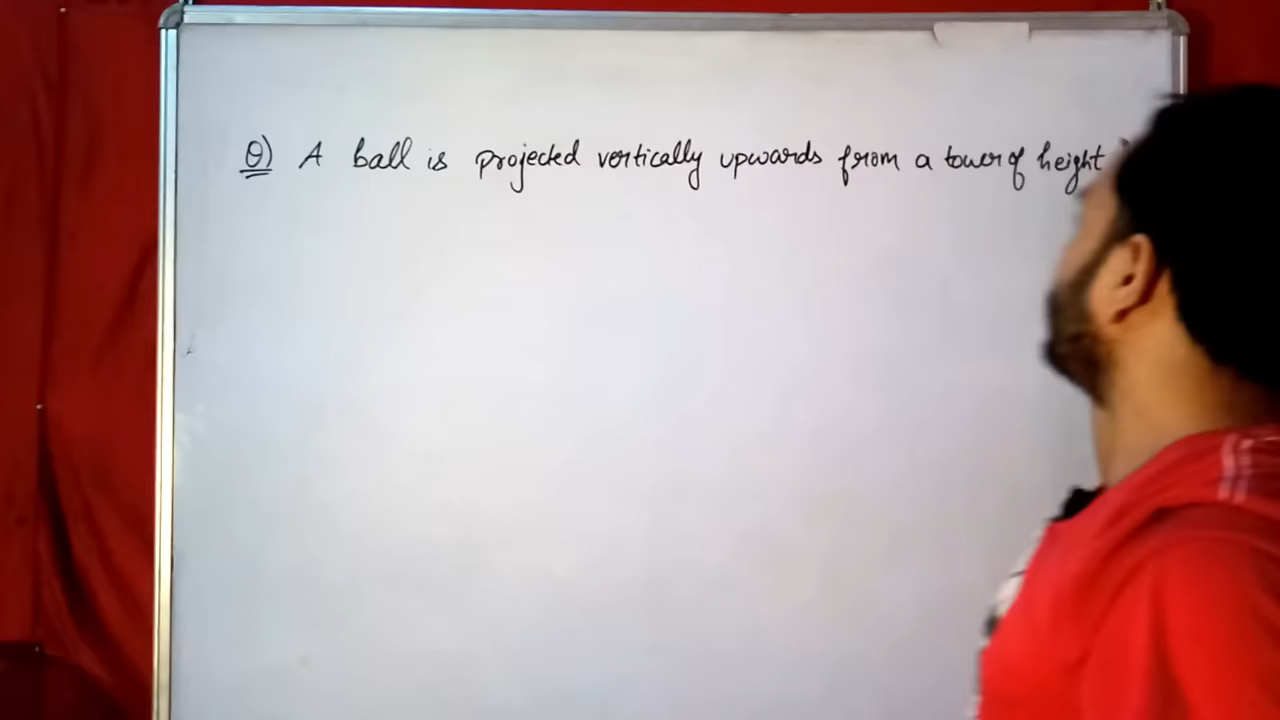 Q) A ball is projected vertically upwards from a tower of height